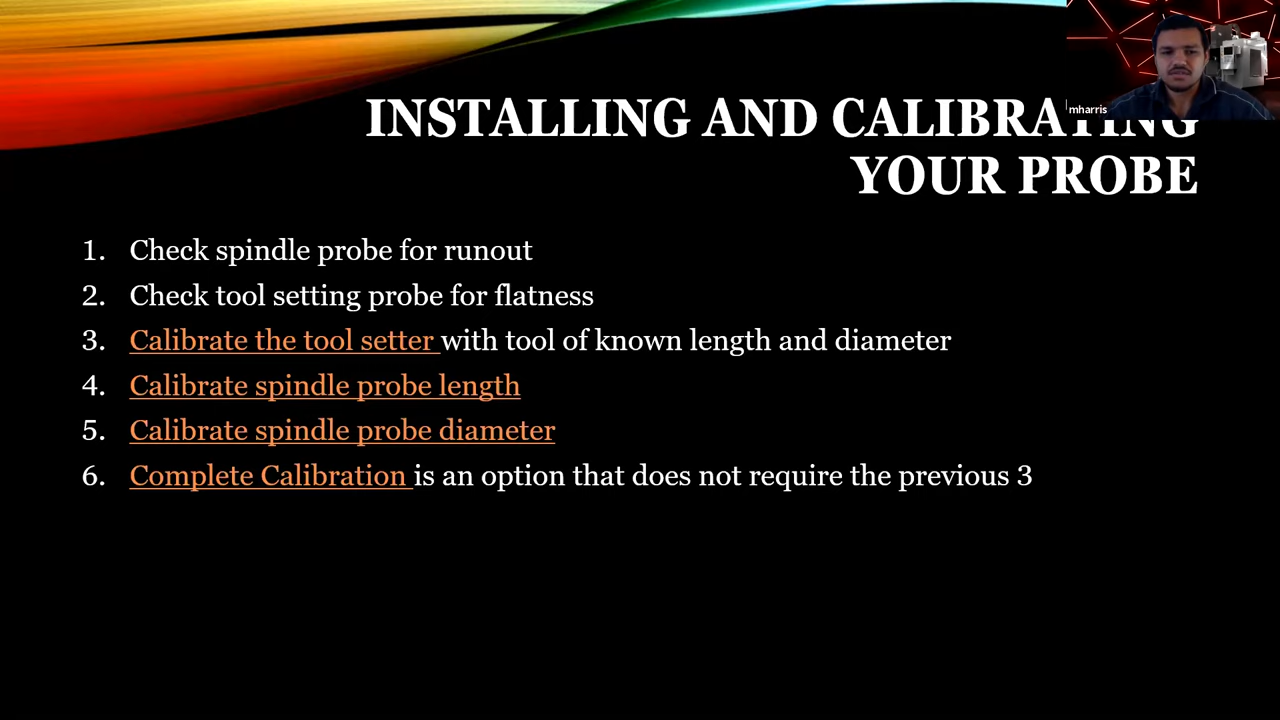 mharris
INSTALLING AND CALIBRATING
YOUR PROBE
1. Check spindle probe for runout
2. Check tool setting probe for flatness
3. Calibrate the tool setter with tool of known length and diameter
4. Calibrate spindle probe length
5. Calibrate spindle probe diameter
6. Complete Calibration is an option that does not require the previous 3